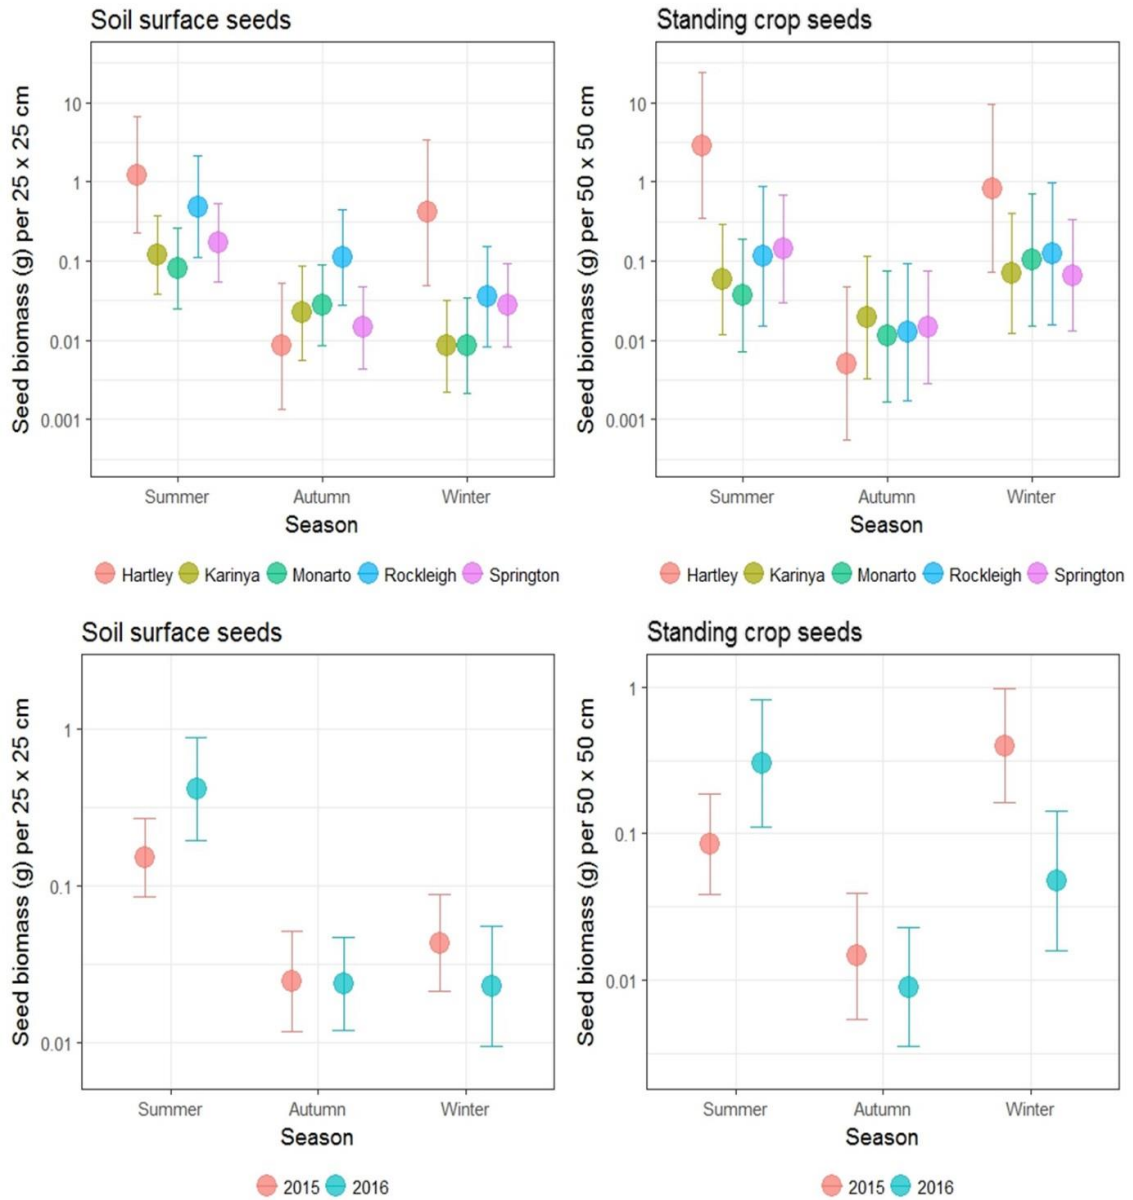 Soil surface seeds
Seed biomass (g) per 25 x 25 cm
10
1
0.1
0.01
0.001
Summer Autumn Winter
Season
Hartley Karinya Monarto Rockleigh Springton
Standing crop seeds
Seed biomass (g) per 50 x 50 cm
10
1
0.1
0.01
0.001
Summer Autumn Winter
Season
Hartley Karinya Monarto Rockleigh Springton
Soil surface seeds
Seed biomass (g) per 25 x 25 cm
1
0.1
0.01
Summer Autumn Winter
Season
2015 2016
Standing crop seeds
Seed biomass (g) per 50 x 50 cm
1
0.1
0.01
Summer Autumn Winter
Season
2015 2016